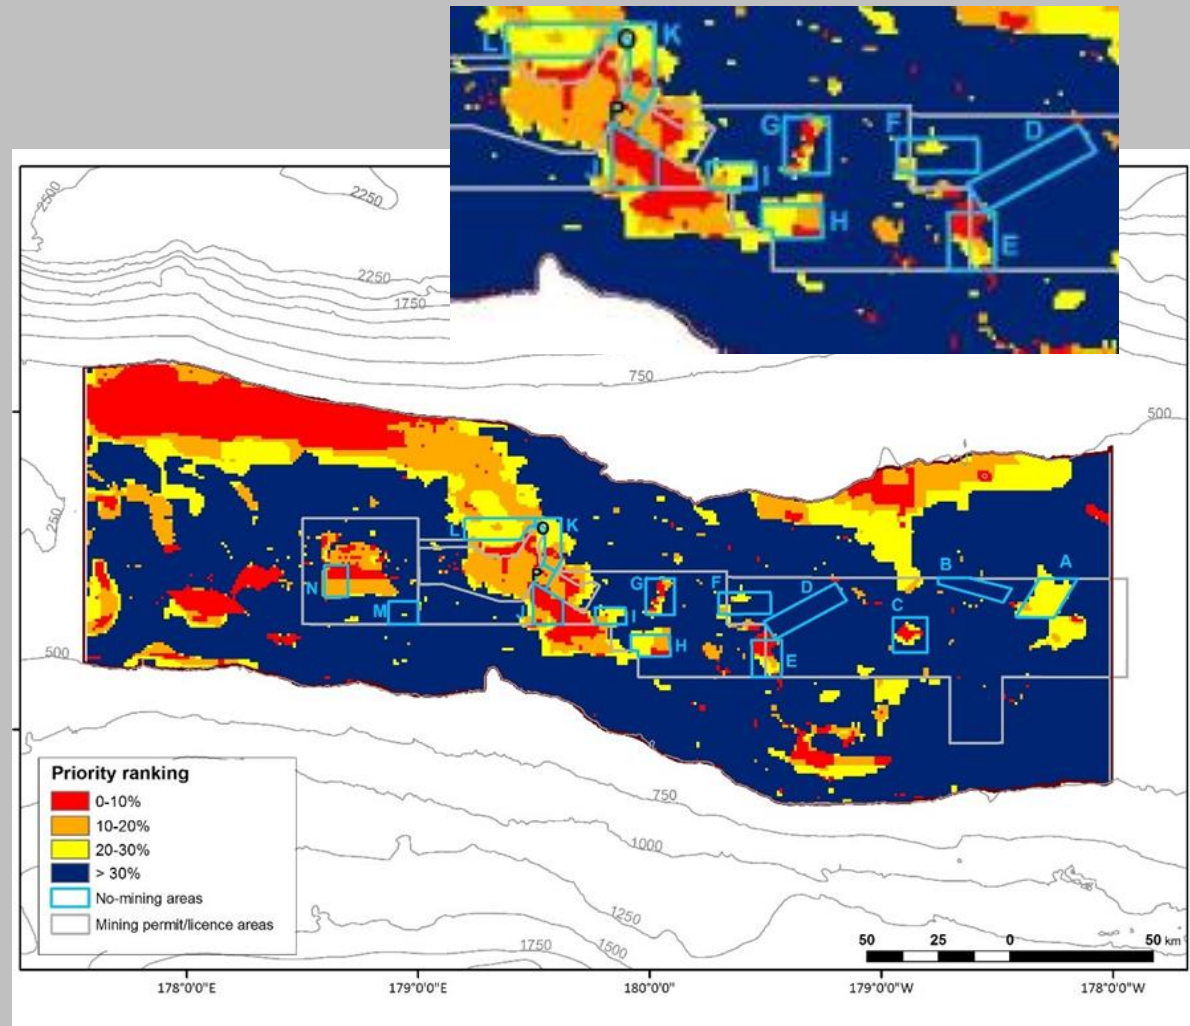 L O K
P
G F D
J I
H
E
2500
2250
2250
1750
750
500
250
L O K
N M P
J I G F D B A
H C
E
500
Priority ranking
0-10%
10-20%
20-30%
> 30%
No-mining areas
Mining permit/licence areas
750
1000
1250
1750
1500
50 25 0 50 km
178°0'0"E 179°0'0"E 180°0'0" 179°0'0"W 178°0'0"W